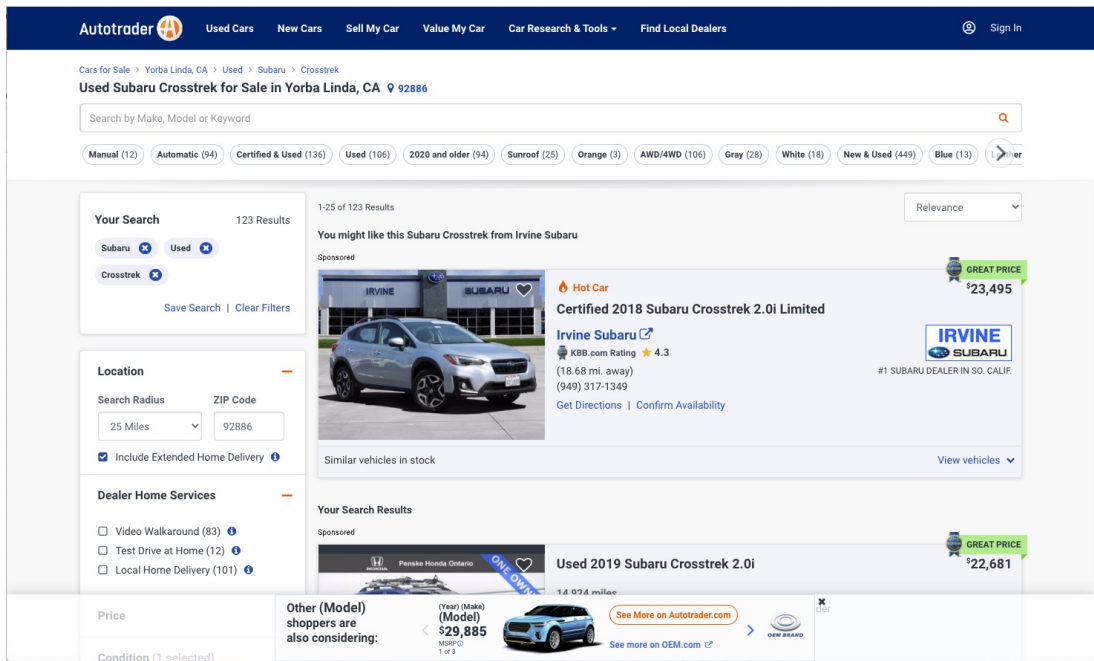 Autotrader Used Cars New Cars Sell My Car Value My Car Car Research & Tools Find Local Dealers Sign In
Cars for Sale > Yorba Linda, CA > Used > Subaru > Crosstrek
Used Subaru Crosstrek for Sale in Yorba Linda, CA 92886
Search by Make, Model or Keyword
Manual (12) Automatic (94) Certified & Used (136) Used (106) 2020 and older (94) Sunroof (25) Orange (3) AWD/4WD (106) Gray (28) White (18) New & Used (449) Blue (13)
Your Search 123 Results
Subaru Used
Crosstrek
Save Search | Clear Filters
Location
Search Radius ZIP Code
25 Miles 92886
Include Extended Home Delivery
Dealer Home Services
Video Walkaround (83)
Test Drive at Home (12)
Local Home Delivery (101)
Price
Condition (1 selected)
1-25 of 123 Results
Relevance
You might like this Subaru Crosstrek from Irvine Subaru
Sponsored
IRVINE SUBARU
GREAT PRICE
$23,495
Hot Car
Certified 2018 Subaru Crosstrek 2.0i Limited
Irvine Subaru
KBB.com Rating 4.3
(18.68 mi. away)
(949) 317-1349
Get Directions | Confirm Availability
IRVINE
SUBARU
#1 SUBARU DEALER IN SO. CALIF.
Similar vehicles in stock
View vehicles
Your Search Results
Sponsored
HONDA Penske Honda Ontario
ONE OWN
GREAT PRICE
$22,681
Used 2019 Subaru Crosstrek 2.0i
14,924 miles
Other (Model)
shoppers are
also considering:
(Year) (Make)
(Model)
$29,885
MSRP
1 of 3
See More on Autotrader.com
See more on OEM.com
OEM BRAND